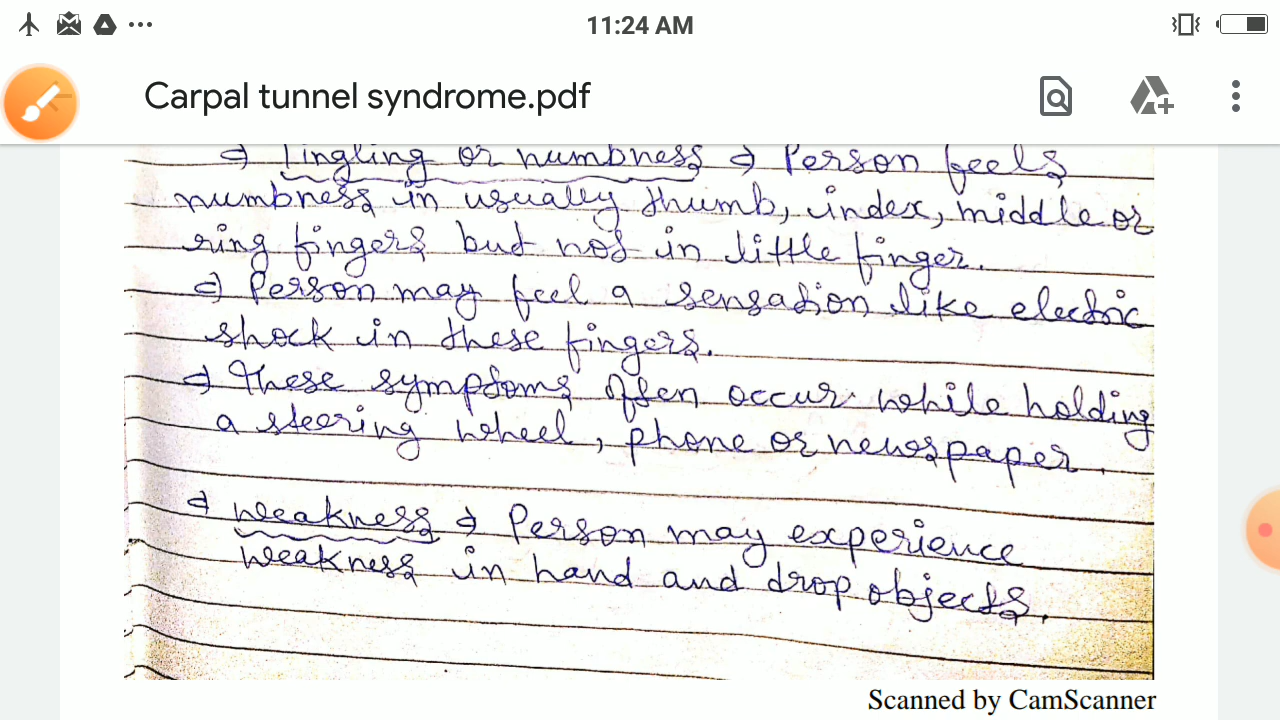 11:24 AM
Carpal tunnel syndrome.pdf
⇒ Tingling or numbness ⇒ Person feels
numbness in usually thumb, index, middle or
ring fingers but not in little finger.
⇒ Person may feel a sensation like electric
shock in these fingers.
⇒ These symptoms often occur while holding
a steering wheel, phone or newspaper.
⇒ weakness ⇒ Person may experience
weakness in hand and drop objects.
Scanned by CamScanner